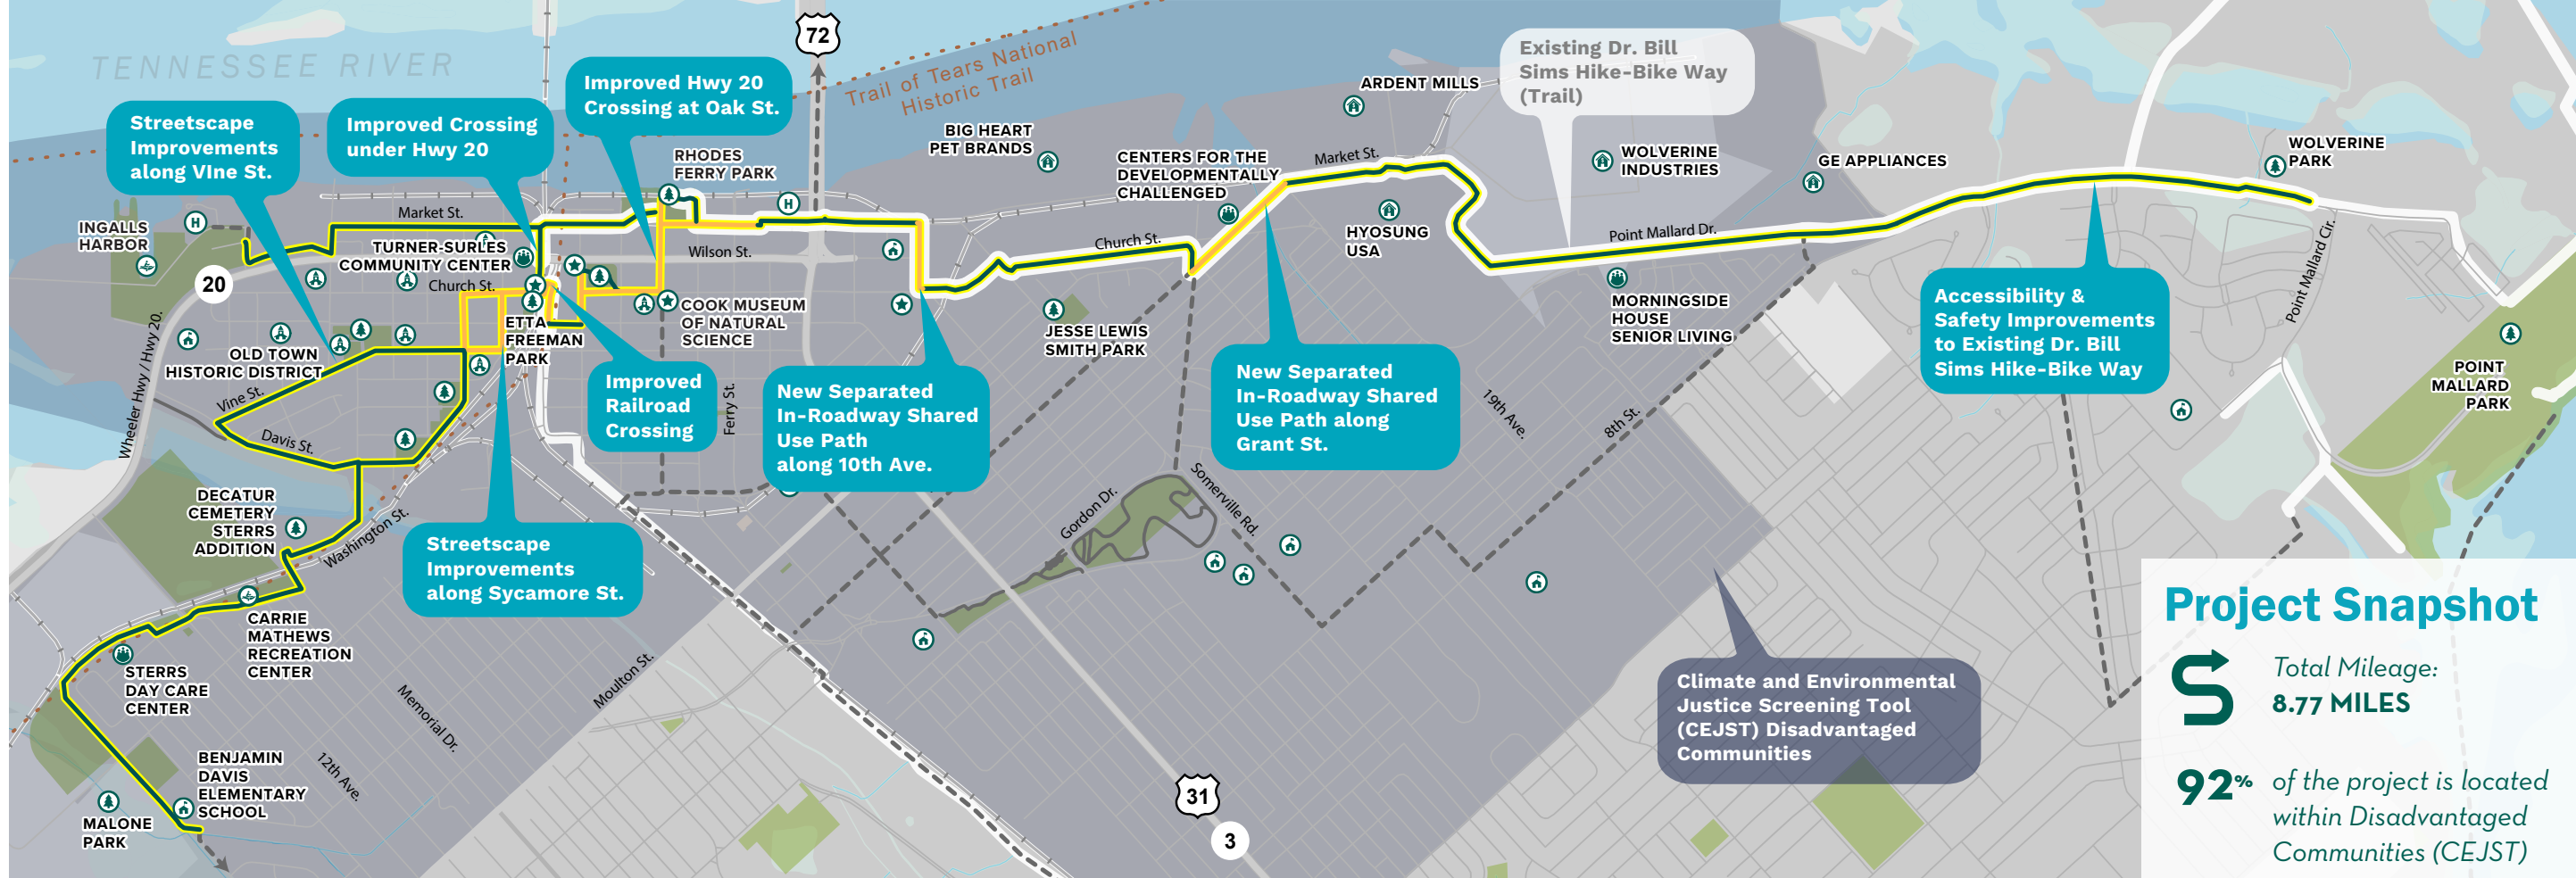 TENNESSEE RIVER
72
Trail of Tears National
Historic Trail
Streetscape
Improvements
along VIne St.
Improved Crossing
under Hwy 20
Improved Hwy 20
Crossing at Oak St.
RHODES
FERRY PARK
BIG HEART
PET BRANDS
ARDENT MILLS
Existing Dr. Bill
Sims Hike-Bike Way
(Trail)
CENTERS FOR THE
DEVELOPMENTALLY
CHALLENGED
Market St.
WOLVERINE
INDUSTRIES
GE APPLIANCES
WOLVERINE
PARK
INGALLS
HARBOR
H
Market St.
H
TURNER-SURLES
COMMUNITY CENTER
Wilson St.
Church St.
HYOSUNG
USA
Point Mallard Dr.
Point Mallard Cir.
20
Church St.
ETTA
FREEMAN
PARK
COOK MUSEUM
OF NATURAL
SCIENCE
JESSE LEWIS
SMITH PARK
MORNINGSIDE
HOUSE
SENIOR LIVING
Accessibility &
Safety Improvements
to Existing Dr. Bill
Sims Hike-Bike Way
Wheeler Hwy / Hwy 20.
OLD TOWN
HISTORIC DISTRICT
Vine St.
Davis St.
Improved
Railroad
Crossing
Ferry St.
New Separated
In-Roadway Shared
Use Path
along 10th Ave.
New Separated
In-Roadway Shared
Use Path along
Grant St.
19th Ave.
8th St.
POINT
MALLARD
PARK
DECATUR
CEMETERY
STERRS
ADDITION
Washington St.
Streetscape
Improvements
along Sycamore St.
Gordon Dr.
Somerville Rd.
CARRIE
MATHEWS
RECREATION
CENTER
STERRS
DAY CARE
CENTER
Memorial Dr.
Moulton St.
Climate and Environmental
Justice Screening Tool
(CEJST) Disadvantaged
Communities
BENJAMIN
DAVIS
ELEMENTARY
SCHOOL
12th Ave.
MALONE
PARK
31
3
Project Snapshot
Total Mileage:
8.77 MILES
92% of the project is located
within Disadvantaged
Communities (CEJST)